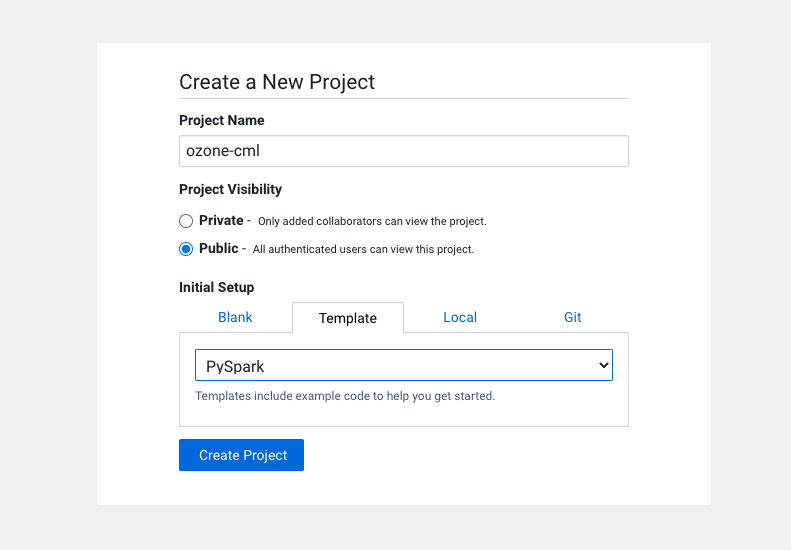 Create a New Project
Project Name
ozone-cml
Project Visibility
Private - Only added collaborators can view the project.
Public - All authenticated users can view this project.
Initial Setup
Blank Template Local Git
PySpark
Templates include example code to help you get started.
Create Project